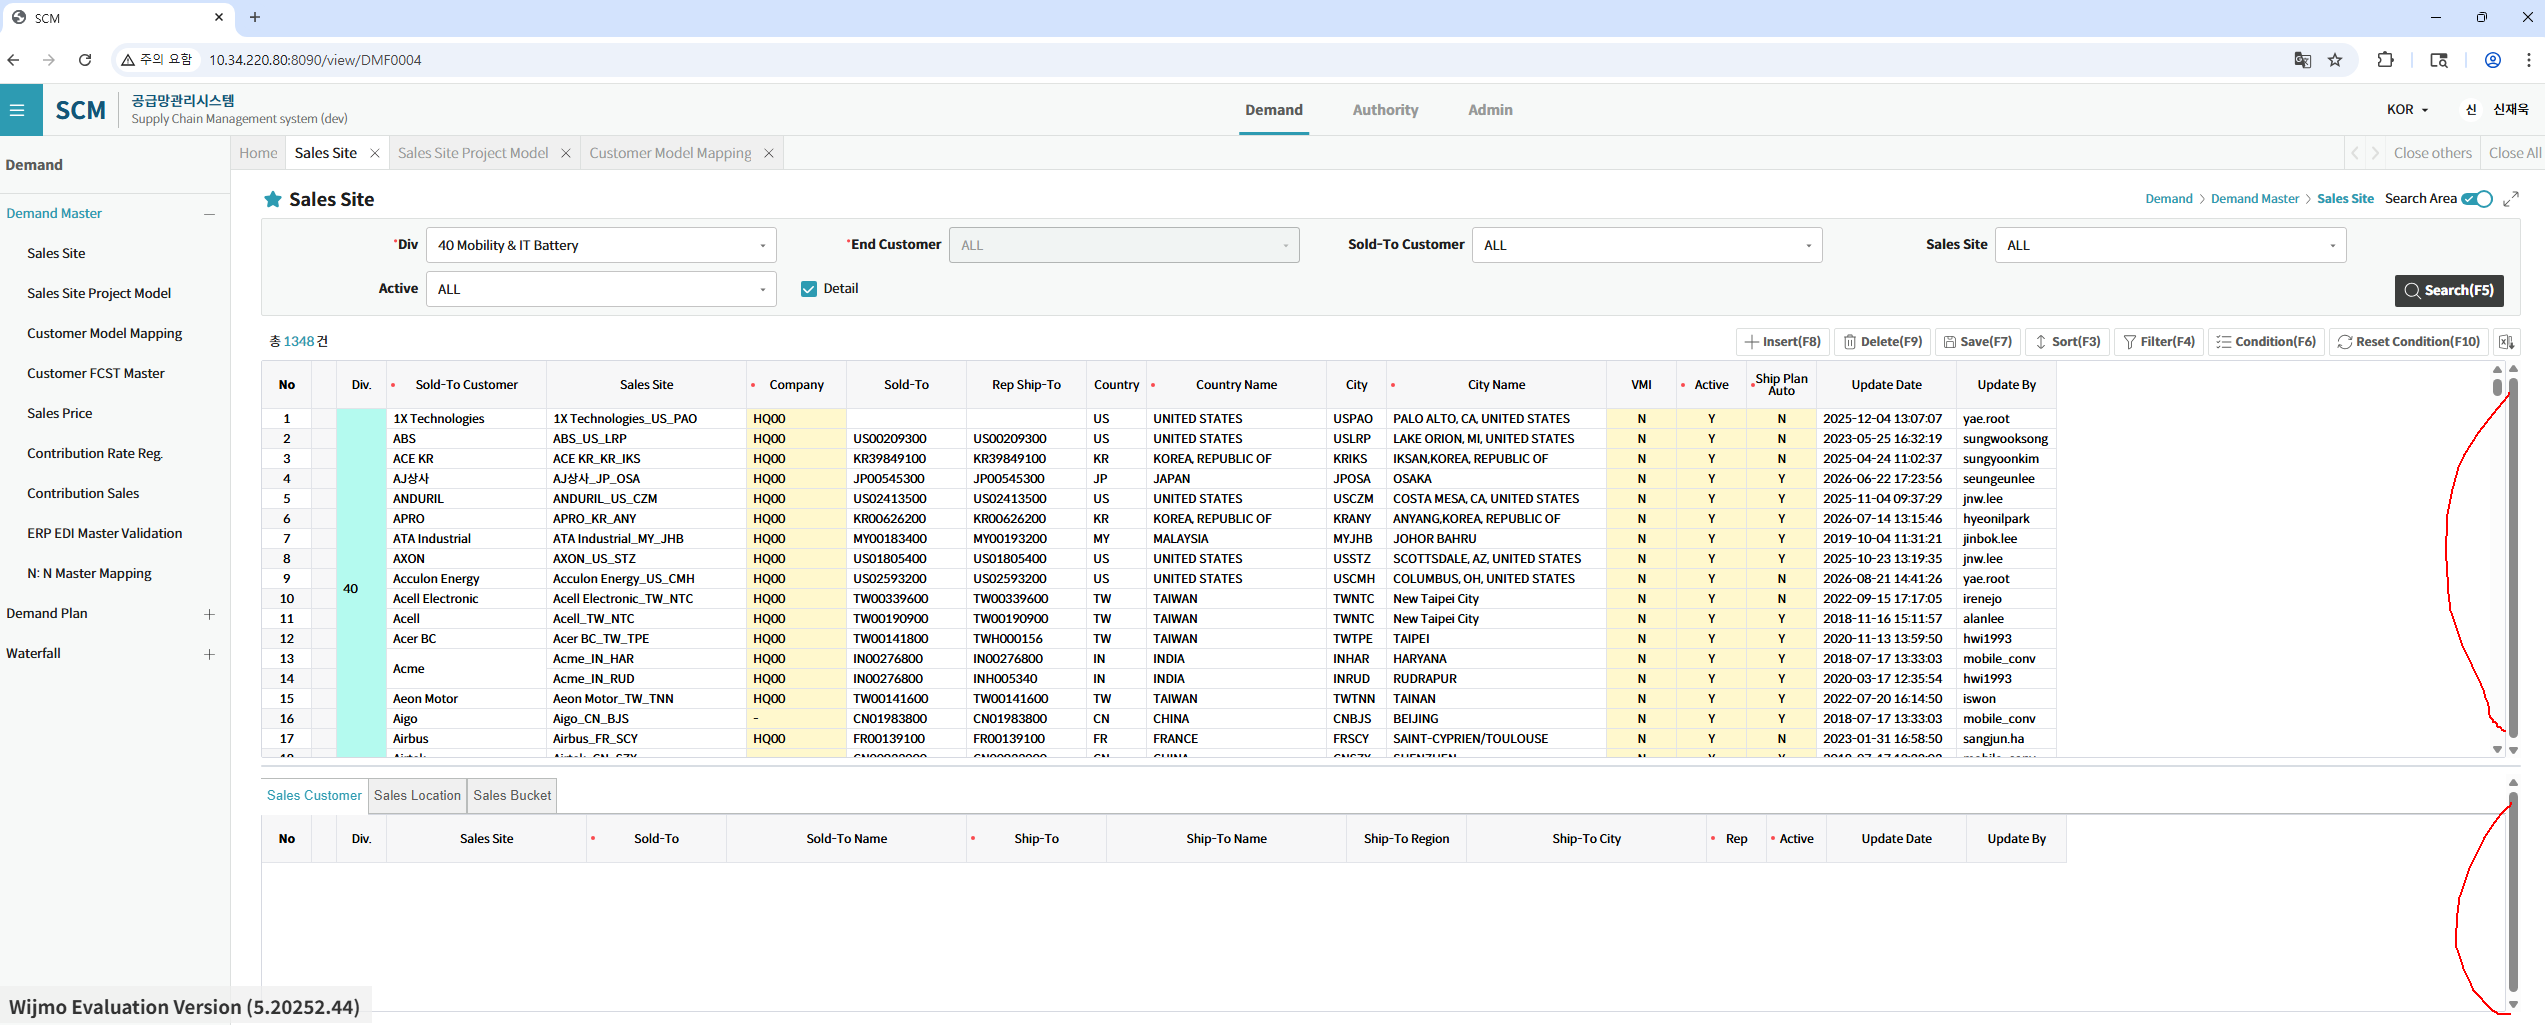 SCM
주의 요함 10.34.220.80:8090/view/DMF0004
SCM 공급망관리시스템
Supply Chain Management system (dev)
Demand Authority Admin
KOR 신 신재욱
Demand
Home Sales Site Sales Site Project Model Customer Model Mapping Close others Close All
Demand Master
Sales Site
Sales Site Project Model
Customer Model Mapping
Customer FCST Master
Sales Price
Contribution Rate Reg.
Contribution Sales
ERP EDI Master Validation
N: N Master Mapping
Demand Plan
Waterfall
Sales Site
Demand > Demand Master > Sales Site Search Area
*Div 40 Mobility & IT Battery *End Customer ALL Sold-To Customer ALL Sales Site ALL
Active ALL Detail Search(F5)
총 1348 건 Insert(F8) Delete(F9) Save(F7) Sort(F3) Filter(F4) Condition(F6) Reset Condition(F10)
No Div. Sold-To Customer Sales Site Company Sold-To Rep Ship-To Country Country Name City City Name VMI Active Ship Plan Auto Update Date Update By
40
1 1X Technologies 1X Technologies_US_PAO HQ00 US UNITED STATES USPAO PALO ALTO, CA, UNITED STATES N Y N 2025-12-04 13:07:07 yae.root
2 ABS ABS_US_LRP HQ00 US00209300 US00209300 US UNITED STATES USLRP LAKE ORION, MI, UNITED STATES N Y Y 2023-05-25 16:32:19 sungwooksong
3 ACE KR ACE KR_KR_IKS HQ00 KR39849100 KR39849100 KR KOREA, REPUBLIC OF KRIKS IKSAN,KOREA, REPUBLIC OF N Y Y 2025-04-24 11:02:37 sungyoonkim
4 AJ상사 AJ상사_JP_OSA HQ00 JP00545300 JP00545300 JP JAPAN JPOSA OSAKA N Y Y 2026-06-22 17:23:56 seungeunlee
5 ANDURIL ANDURIL_US_CZM HQ00 US02413500 US02413500 US UNITED STATES USCZM COSTA MESA, CA, UNITED STATES N Y Y 2025-11-04 09:37:29 jnw.lee
6 APRO APRO_KR_ANY HQ00 KR00626200 KR00626200 KR KOREA, REPUBLIC OF KRANY ANYANG,KOREA, REPUBLIC OF N Y Y 2026-07-14 13:15:46 hyeonilpark
7 ATA Industrial ATA Industrial_MY_JHB HQ00 MY00183400 MY00193200 MY MALAYSIA MYJHB JOHOR BAHRU N Y Y 2019-10-04 11:31:21 jinbok.lee
8 AXON AXON_US_STZ HQ00 US01805400 US01805400 US UNITED STATES USSTZ SCOTTSDALE, AZ, UNITED STATES N Y Y 2025-10-23 13:19:35 jnw.lee
9 Acculon Energy Acculon Energy_US_CMH HQ00 US02593200 US02593200 US UNITED STATES USCMH COLUMBUS, OH, UNITED STATES N Y N 2026-08-21 14:41:26 yae.root
10 Acell Electronic Acell Electronic_TW_NTC HQ00 TW00339600 TW00339600 TW TAIWAN TWNTC New Taipei City N Y N 2022-09-15 17:17:05 irenejo
11 Acell Acell_TW_NTC HQ00 TW00190900 TW00190900 TW TAIWAN TWNTC New Taipei City N Y Y 2018-11-16 15:11:57 alanlee
12 Acer BC Acer BC_TW_TPE HQ00 TW00141800 TWH000156 TW TAIWAN TWTPE TAIPEI N Y Y 2020-11-13 13:59:50 hwi1993
13 Acme Acme_IN_HAR HQ00 IN00276800 IN00276800 IN INDIA INHAR HARYANA N Y Y 2018-07-17 13:33:03 mobile_conv
14 Acme_IN_RUD HQ00 IN00276800 INH005340 IN INDIA INRUD RUDRAPUR N Y Y 2020-03-17 12:35:54 hwi1993
15 Aeon Motor Aeon Motor_TW_TNN HQ00 TW00141600 TW00141600 TW TAIWAN TWTNN TAINAN N Y Y 2022-07-20 16:14:50 iswon
16 Aigo Aigo_CN_BJS - CN01983800 CN01983800 CN CHINA CNBJS BEIJING N Y Y 2018-07-17 13:33:03 mobile_conv
17 Airbus Airbus_FR_SCY HQ00 FR00139100 FR00139100 FR FRANCE FRSCY SAINT-CYPRIEN/TOULOUSE N Y N 2023-01-31 16:58:50 sangjun.ha
Sales Customer Sales Location Sales Bucket
No Div. Sales Site Sold-To Sold-To Name Ship-To Ship-To Name Ship-To Region Ship-To City Rep Active Update Date Update By
Wijmo Evaluation Version (5.20252.44)